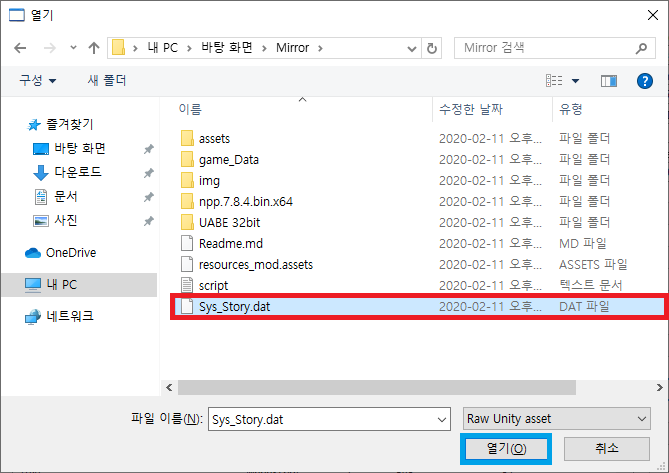 열기
내 PC > 바탕 화면 > Mirror >
Mirror 검색
구성
새 폴더
이름 수정한 날짜 유형
즐겨찾기
바탕 화면
다운로드
문서
사진
OneDrive
내 PC
네트워크
assets 2020-02-11 오후... 파일 폴더
game_Data 2020-02-11 오후... 파일 폴더
img 2020-02-11 오후... 파일 폴더
npp.7.8.4.bin.x64 2020-02-11 오후... 파일 폴더
UABE 32bit 2020-02-11 오후... 파일 폴더
Readme.md 2020-02-11 오후... MD 파일
resources_mod.assets 2020-02-11 오후... ASSETS 파일
script 2020-02-11 오후... 텍스트 문서
Sys_Story.dat 2020-02-11 오후... DAT 파일
파일 이름(N): Sys_Story.dat Raw Unity asset
열기(O) 취소